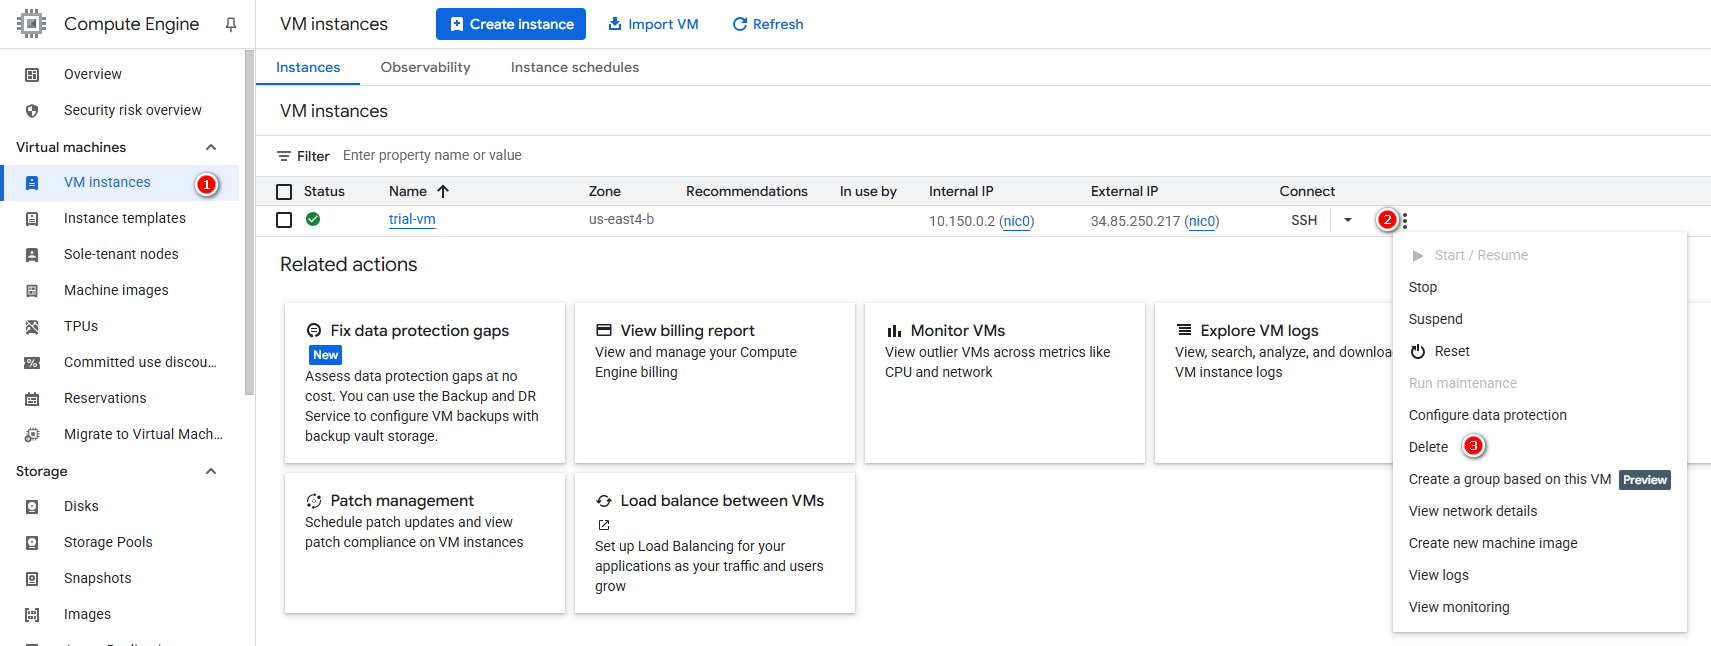 Compute Engine
VM instances
Create instance
Import VM
Refresh
Overview
Security risk overview
Virtual machines
VM instances
1
Instance templates
Sole-tenant nodes
Machine images
TPUs
Committed use discou...
Reservations
Migrate to Virtual Mach...
Storage
Disks
Storage Pools
Snapshots
Images
Instances
Observability
Instance schedules
VM instances
Filter Enter property name or value
Status Name Zone Recommendations In use by Internal IP External IP Connect
trial-vm us-east4-b 10.150.0.2 (nic0) 34.85.250.217 (nic0) SSH 2
Start / Resume
Stop
Suspend
Reset
Run maintenance
Configure data protection
Delete 3
Create a group based on this VM Preview
View network details
Create new machine image
View logs
View monitoring
Related actions
Fix data protection gaps
New
Assess data protection gaps at no
cost. You can use the Backup and DR
Service to configure VM backups with
backup vault storage.
View billing report
View and manage your Compute
Engine billing
Monitor VMs
View outlier VMs across metrics like
CPU and network
Explore VM logs
View, search, analyze, and downloa
VM instance logs
Patch management
Schedule patch updates and view
patch compliance on VM instances
Load balance between VMs
Set up Load Balancing for your
applications as your traffic and users
grow